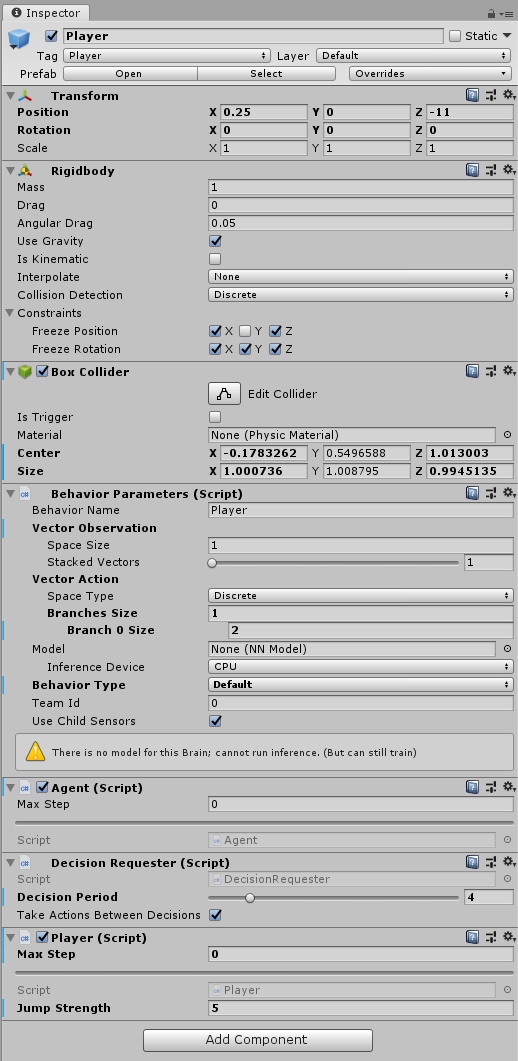 Inspector
Player
Static
Tag Player Layer Default
Prefab Open Select Overrides
Transform
Position X 0.25 Y 0 Z -11
Rotation X 0 Y 0 Z 0
Scale X 1 Y 1 Z 1
Rigidbody
Mass 1
Drag 0
Angular Drag 0.05
Use Gravity
Is Kinematic
Interpolate None
Collision Detection Discrete
Constraints
Freeze Position X Y Z
Freeze Rotation X Y Z
Box Collider
Edit Collider
Is Trigger
Material None (Physic Material)
Center X -0.1783262 Y 0.5496588 Z 1.013003
Size X 1.000736 Y 1.008795 Z 0.9945135
c# Behavior Parameters (Script)
Behavior Name Player
Vector Observation
Space Size 1
Stacked Vectors 1
Vector Action
Space Type Discrete
Branches Size 1
Branch 0 Size 2
Model None (NN Model)
Inference Device CPU
Behavior Type Default
Team Id 0
Use Child Sensors
There is no model for this Brain; cannot run inference. (But can still train)
c# Agent (Script)
Max Step 0
Script Agent
c# Decision Requester (Script)
Script DecisionRequester
Decision Period 4
Take Actions Between Decisions
c# Player (Script)
Max Step 0
Script Player
Jump Strength 5
Add Component